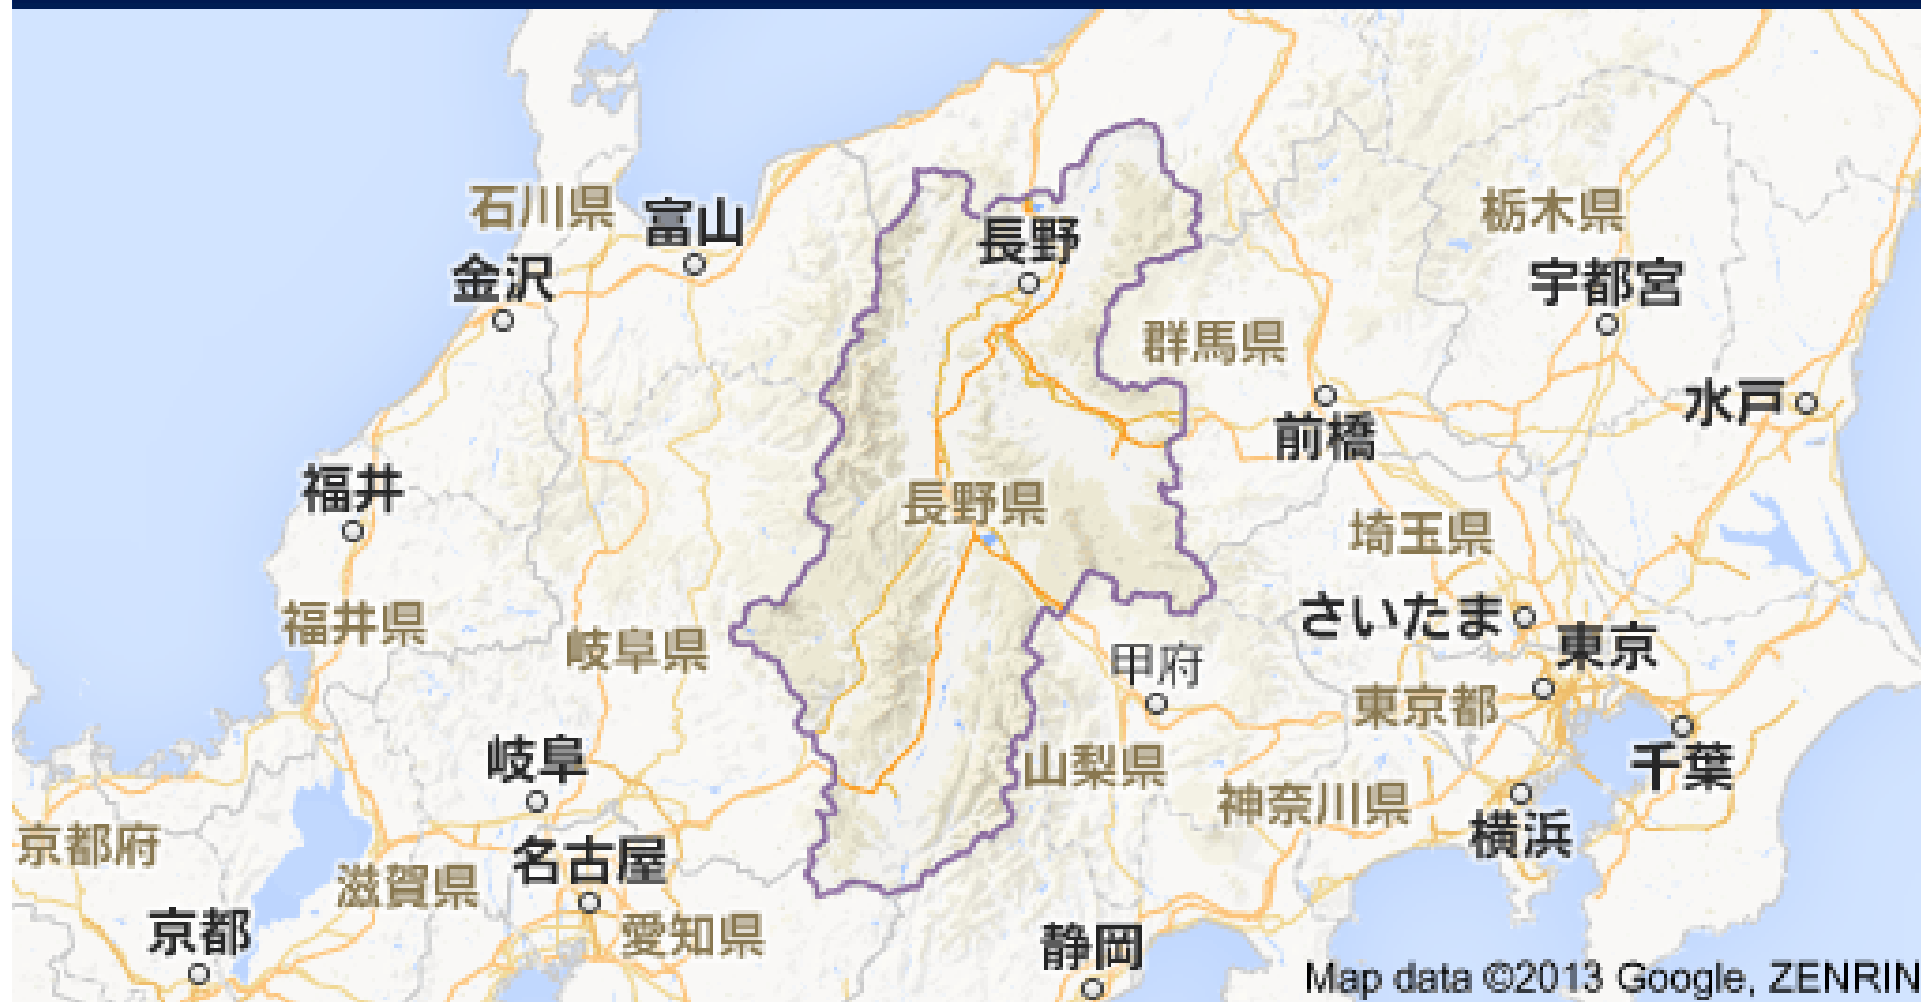 石川県
富山
長野
栃木県
金沢
宇都宮
群馬県
水戸
前橋
福井
長野県
埼玉県
福井県
さいたま
岐阜県
東京
甲府
東京都
岐阜
山梨県
千葉
神奈川県
京都府
横浜
名古屋
滋賀県
京都
愛知県
静岡
Map data ©2013 Google, ZENRIN